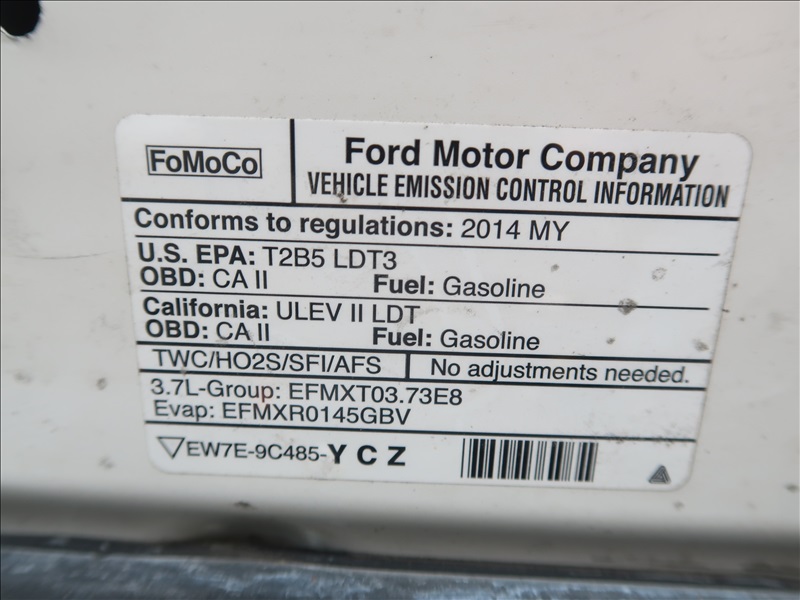 FoMoCo
Ford Motor Company
VEHICLE EMISSION CONTROL INFORMATION
Conforms to regulations: 2014 MY
U.S. EPA: T2B5 LDT3
OBD: CA II Fuel: Gasoline
California: ULEV II LDT
OBD: CA II Fuel: Gasoline
TWC/HO2S/SFI/AFS No adjustments needed.
3.7L-Group: EFMXT03.73E8
Evap: EFMXR0145GBV
EW7E-9C485-Y C Z